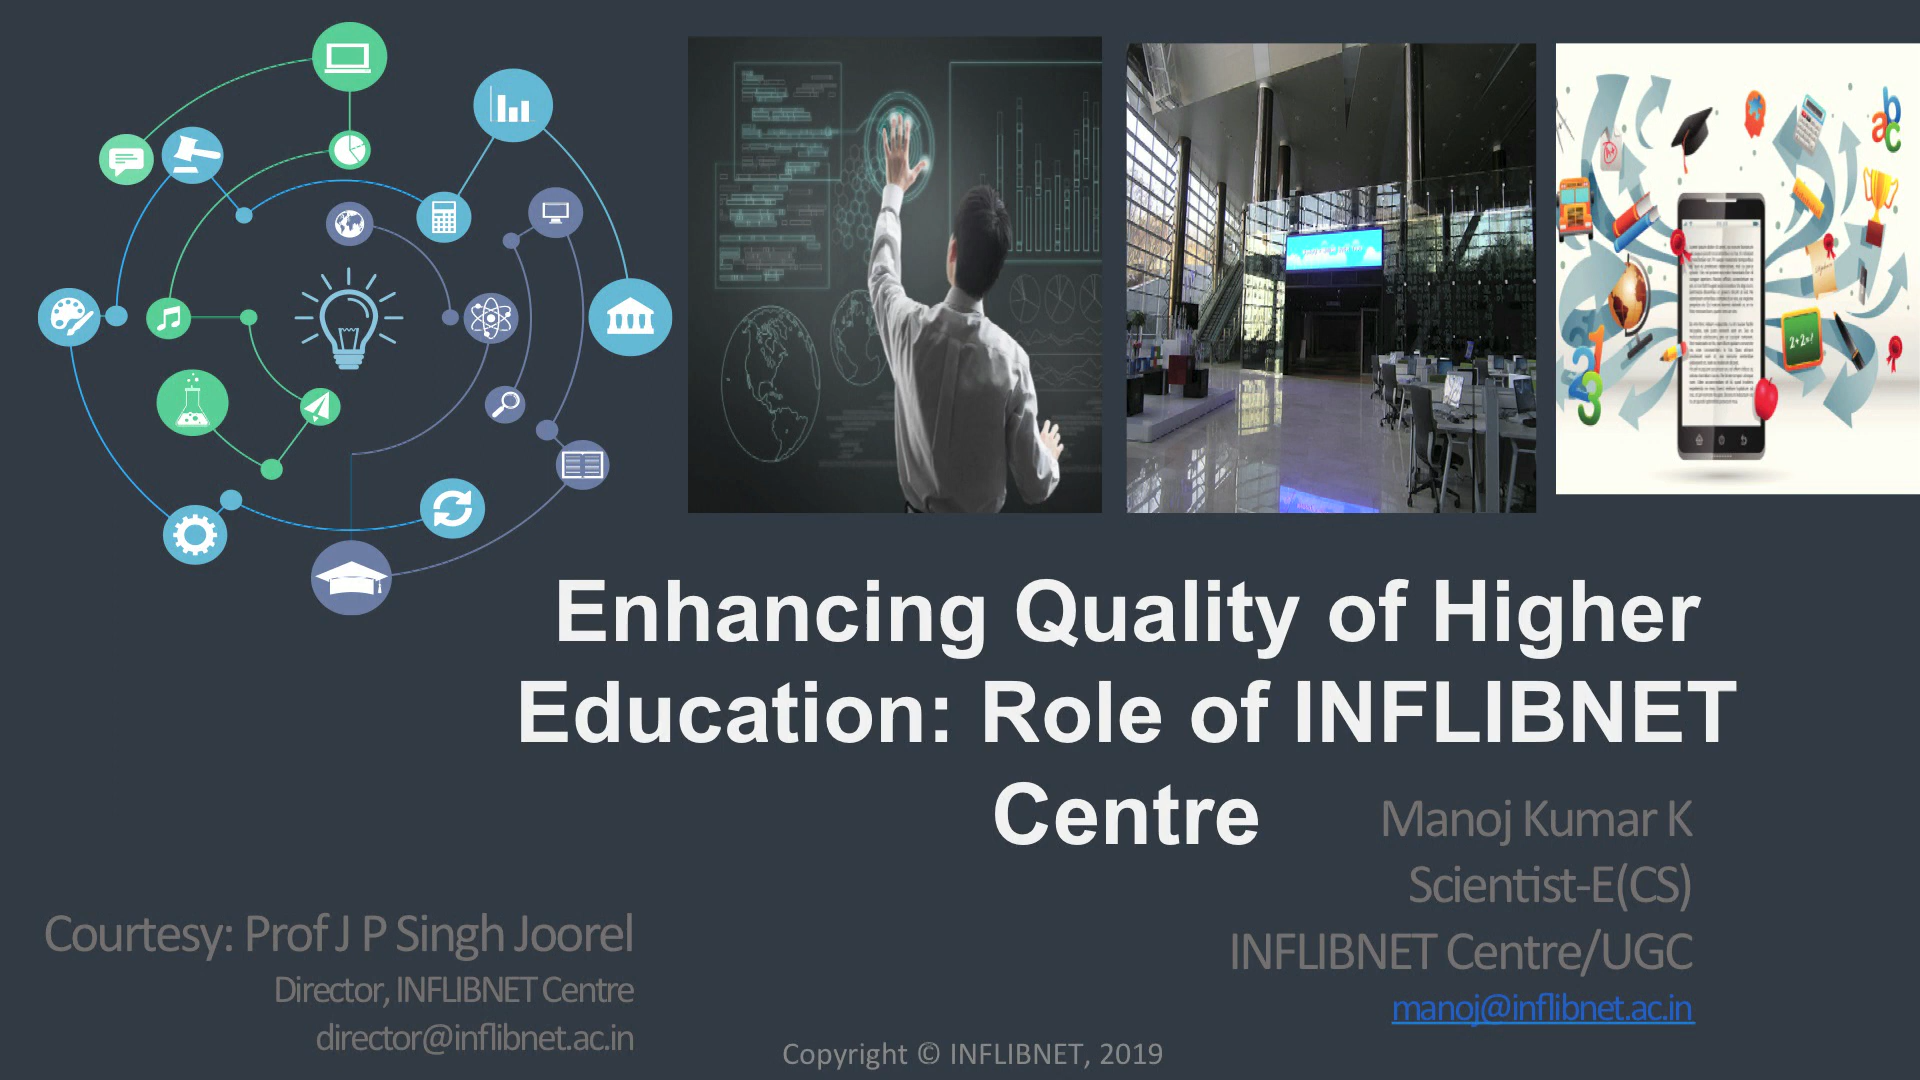 Enhancing Quality of Higher
Education: Role of INFLIBNET
Centre
Manoj Kumar K
Scientist-E(CS)
INFLIBNET Centre/UGC
manoj@inflibnet.ac.in
Courtesy: Prof J P Singh Joorel
Director, INFLIBNET Centre
director@inflibnet.ac.in
Copyright © INFLIBNET, 2019